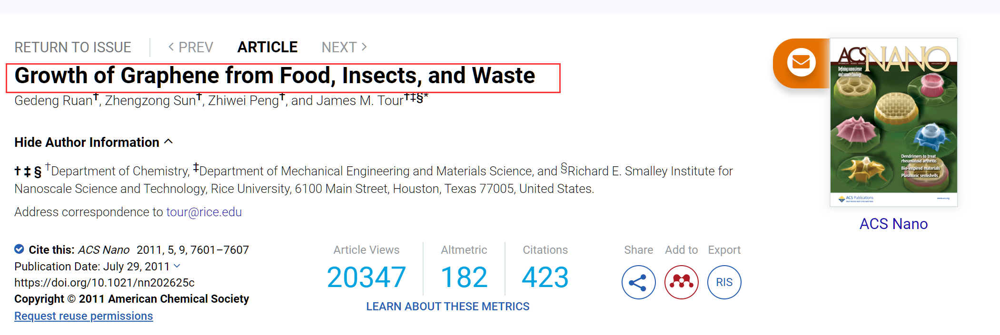 RETURN TO ISSUE
< PREV
ARTICLE
NEXT >
Growth of Graphene from Food, Insects, and Waste
Gedeng Ruan†, Zhengzong Sun†, Zhiwei Peng†, and James M. Tour†‡§*
Hide Author Information
† ‡ § †Department of Chemistry, ‡Department of Mechanical Engineering and Materials Science, and §Richard E. Smalley Institute for
Nanoscale Science and Technology, Rice University, 6100 Main Street, Houston, Texas 77005, United States.
Address correspondence to tour@rice.edu
Cite this: ACS Nano 2011, 5, 9, 7601–7607
Publication Date: July 29, 2011
https://doi.org/10.1021/nn202625c
Copyright © 2011 American Chemical Society
Request reuse permissions
Article Views
20347
Altmetric
182
Citations
423
LEARN ABOUT THESE METRICS
Share
Add to
Export
RIS
ACS NANO
Defining nanoscience
and nanotechnology
Dendrimers to treat
rheumatoid arthritis
Bio-inspired materials
Plasmonic semishells
ACS Publications
www.acs.org
ACS Nano